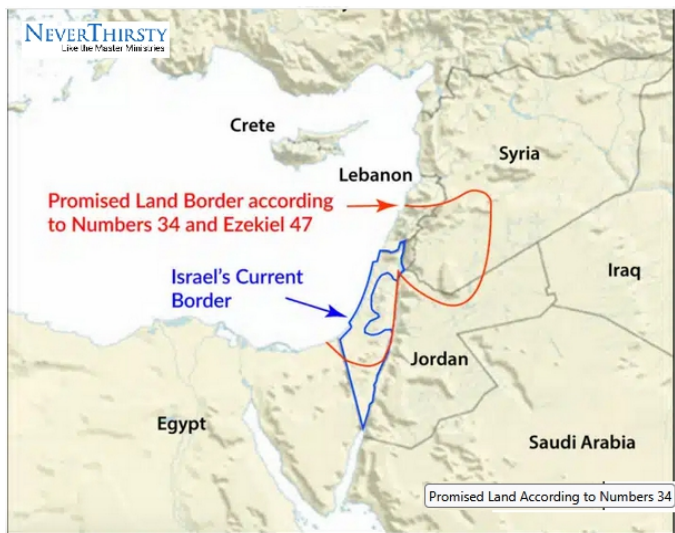 NEVERTHIRSTY
Like the Master Ministries
Crete
Lebanon
Syria
Promised Land Border according
to Numbers 34 and Ezekiel 47
Israel's Current
Border
Iraq
Jordan
Egypt
Saudi Arabia
Promised Land According to Numbers 34